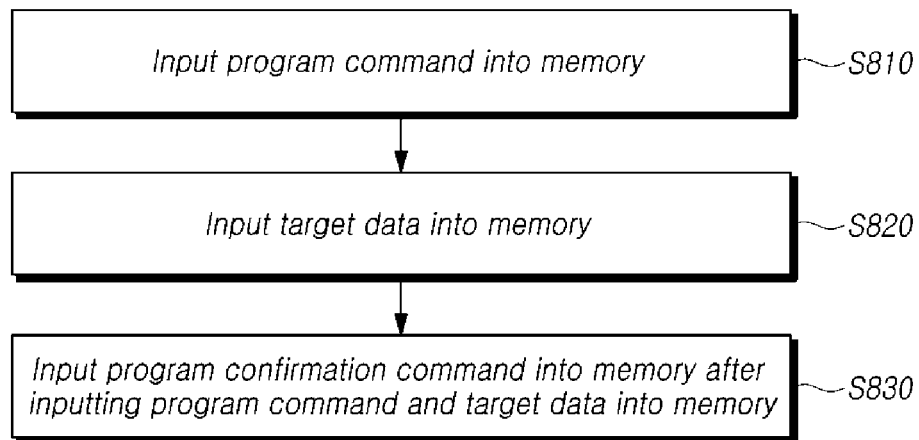 Input program command into memory
S810
Input target data into memory
S820
Input program confirmation command into memory after
inputting program command and target data into memory
S830